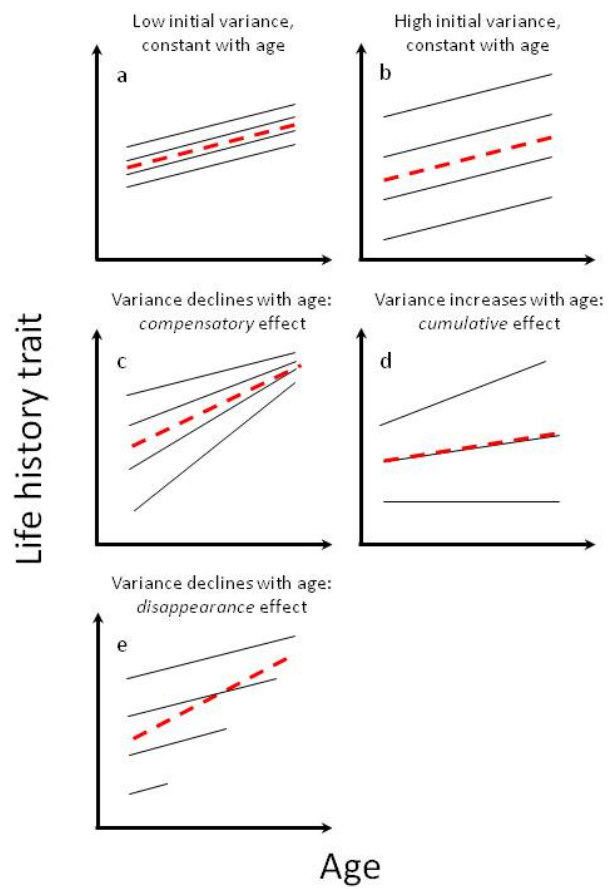 Low initial variance,
constant with age
a
High initial variance,
constant with age
b
Variance declines with age:
compensatory effect
c
Variance increases with age:
cumulative effect
d
Variance declines with age:
disappearance effect
e
Life history trait
Age